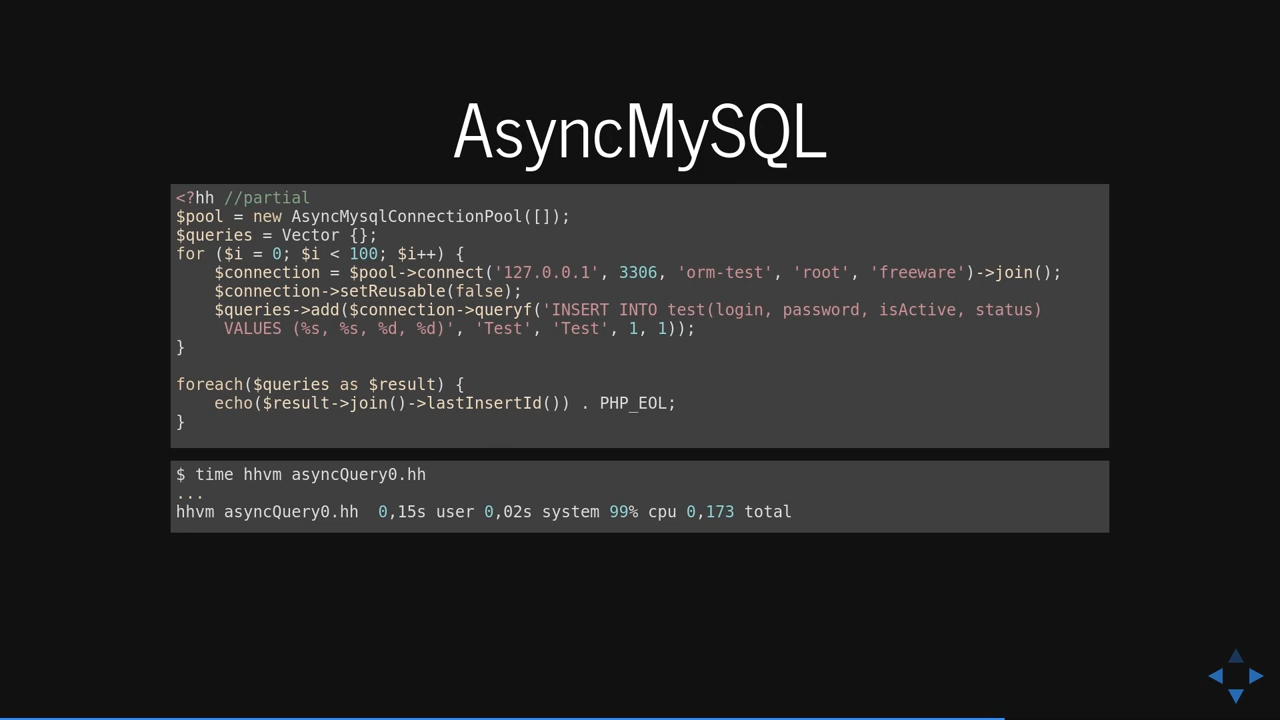 AsyncMySQL
<?hh //partial
$pool = new AsyncMysqlConnectionPool([]);
$queries = Vector {};
for ($i = 0; $i < 100; $i++) {
    $connection = $pool->connect('127.0.0.1', 3306, 'orm-test', 'root', 'freeware')->join();
    $connection->setReusable(false);
    $queries->add($connection->queryf('INSERT INTO test(login, password, isActive, status)
     VALUES (%s, %s, %d, %d)', 'Test', 'Test', 1, 1));
}
foreach($queries as $result) {
    echo($result->join()->lastInsertId()) . PHP_EOL;
}
$ time hhvm asyncQuery0.hh
...
hhvm asyncQuery0.hh  0,15s user 0,02s system 99% cpu 0,173 total